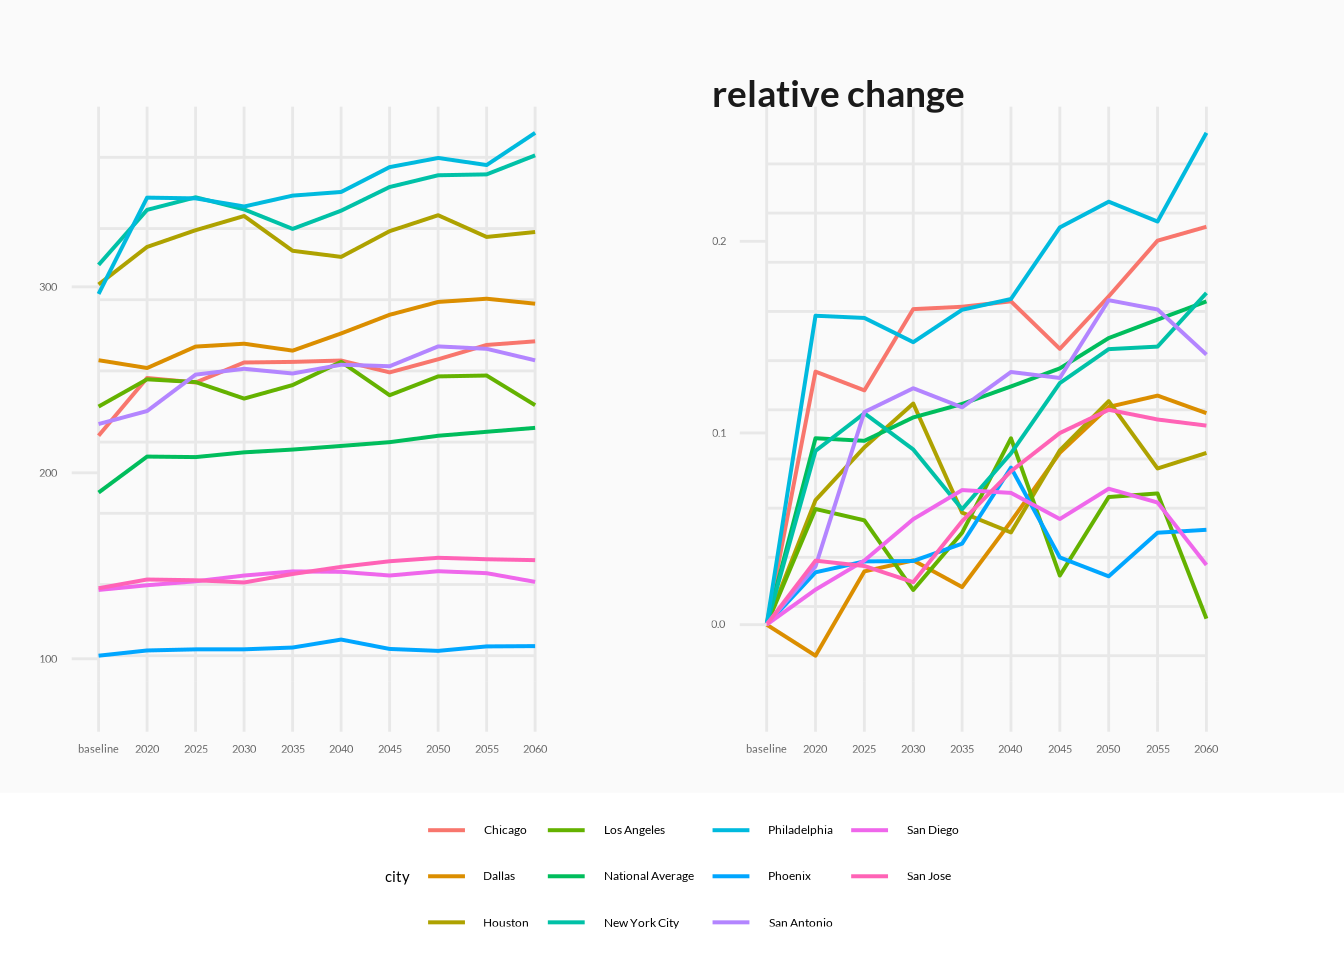 relative change
300
200
100
baseline 2020 2025 2030 2035 2040 2045 2050 2055 2060
0.2
0.1
0.0
baseline 2020 2025 2030 2035 2040 2045 2050 2055 2060
city
Chicago Los Angeles Philadelphia San Diego
Dallas National Average Phoenix San Jose
Houston New York City San Antonio